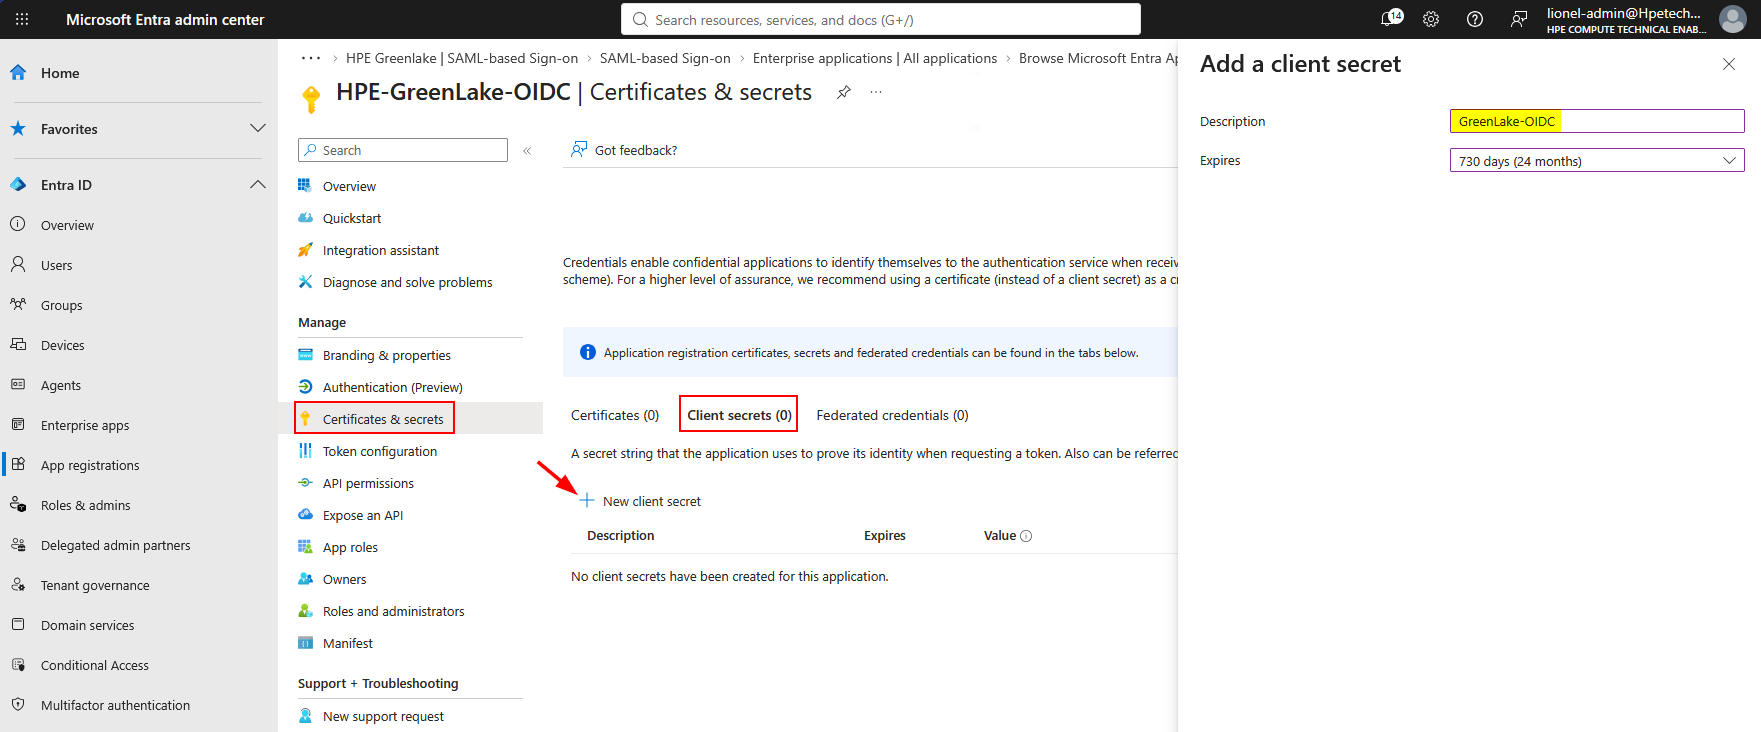 Microsoft Entra admin center
Search resources, services, and docs (G+/)
14
lionel-admin@Hpetech...
HPE COMPUTE TECHNICAL ENAB...
Home
Favorites
Entra ID
Overview
Users
Groups
Devices
Agents
Enterprise apps
App registrations
Roles & admins
Delegated admin partners
Tenant governance
Domain services
Conditional Access
Multifactor authentication
··· > HPE Greenlake | SAML-based Sign-on > SAML-based Sign-on > Enterprise applications | All applications > Browse Microsoft Entra Ap
HPE-GreenLake-OIDC | Certificates & secrets ···
Search «
Overview
Quickstart
Integration assistant
Diagnose and solve problems
Manage
Branding & properties
Authentication (Preview)
Certificates & secrets
Token configuration
API permissions
Expose an API
App roles
Owners
Roles and administrators
Manifest
Support + Troubleshooting
New support request
Got feedback?
Credentials enable confidential applications to identify themselves to the authentication service when receiv
scheme). For a higher level of assurance, we recommend using a certificate (instead of a client secret) as a c
Application registration certificates, secrets and federated credentials can be found in the tabs below.
Certificates (0) Client secrets (0) Federated credentials (0)
A secret string that the application uses to prove its identity when requesting a token. Also can be referred
New client secret
Description Expires Value
No client secrets have been created for this application.
Add a client secret
Description GreenLake-OIDC
Expires 730 days (24 months)